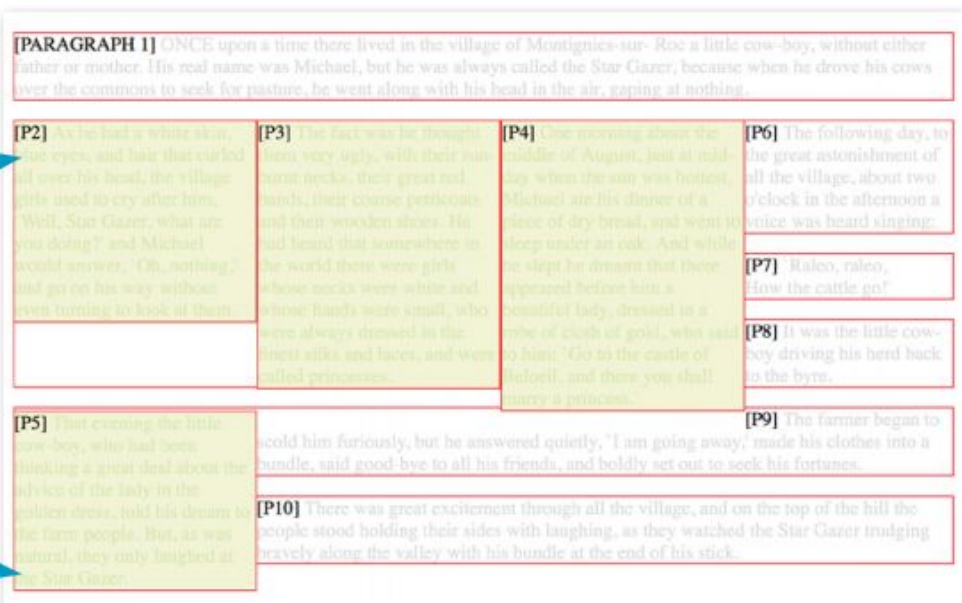 [PARAGRAPH 1] ONCE upon a time there lived in the village of Montignies-sur- Roc a little cow-boy, without either
father or mother. His real name was Michael, but he was always called the Star Gazer, because when he drove his cows
over the commons to seek for pasture, he went along with his head in the air, gaping at nothing.
[P2] As he had a white skin,
blue eyes, and hair that curled
all over his head, the village
girls used to cry after him,
'Well, Star Gazer, what are
you doing?' and Michael
would answer, 'Oh, nothing,'
and go on his way without
even turning to look at them.
[P3] The fact was he thought
them very ugly, with their sun-
burnt necks, their great red
hands, their coarse petticoats
and their wooden shoes. He
had heard that somewhere in
the world there were girls
whose necks were white and
whose hands were small, who
were always dressed in the
finest silks and laces, and were
called princesses..
[P4] One morning about the
middle of August, just at mid-
day when the sun was hottest,
Michael ate his dinner of a
piece of dry bread, and went to
sleep under an oak. And while
he slept he dreamt that there
appeared before him a
beautiful lady, dressed in a
robe of cloth of gold, who said
to him: 'Go to the castle of
Beloeil, and there you shall
marry a princess.'
[P5] That evening the little
cow-boy, who had been
thinking a great deal about the
advice of the lady in the
golden dress, told his dream to
the farm people. But, as was
natural, they only laughed at
the Star Gazer.
[P6] The following day, to
the great astonishment of
all the village, about two
o'clock in the afternoon a
voice was heard singing:
[P7] 'Raleo, raleo,
How the cattle go!'
[P8] It was the little cow-
boy driving his herd back
to the byre.
[P9] The farmer began to
scold him furiously, but he answered quietly, 'I am going away,' made his clothes into a
bundle, said good-bye to all his friends, and boldly set out to seek his fortunes.
[P10] There was great excitement through all the village, and on the top of the hill the
people stood holding their sides with laughing, as they watched the Star Gazer trudging
bravely along the valley with his bundle at the end of his stick.